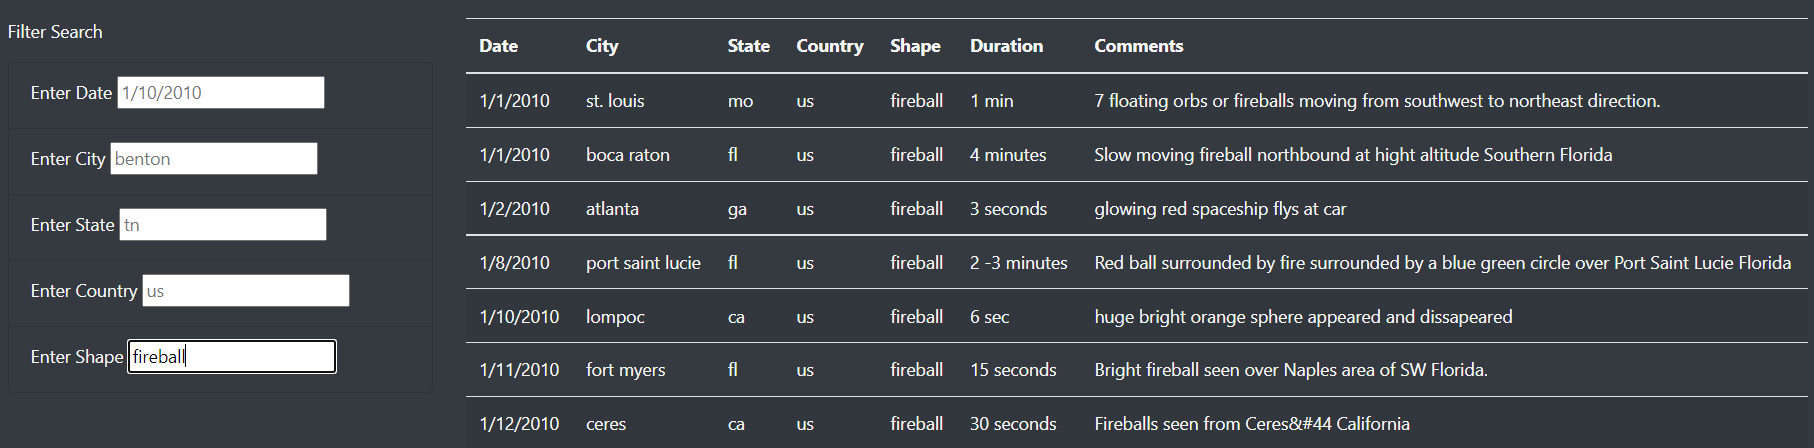 Filter Search
Enter Date 1/10/2010
Enter City benton
Enter State tn
Enter Country us
Enter Shape fireball
Date City State Country Shape Duration Comments
1/1/2010 st. louis mo us fireball 1 min 7 floating orbs or fireballs moving from southwest to northeast direction.
1/1/2010 boca raton fl us fireball 4 minutes Slow moving fireball northbound at hight altitude Southern Florida
1/2/2010 atlanta ga us fireball 3 seconds glowing red spaceship flys at car
1/8/2010 port saint lucie fl us fireball 2 -3 minutes Red ball surrounded by fire surrounded by a blue green circle over Port Saint Lucie Florida
1/10/2010 lompoc ca us fireball 6 sec huge bright orange sphere appeared and dissapeared
1/11/2010 fort myers fl us fireball 15 seconds Bright fireball seen over Naples area of SW Florida.
1/12/2010 ceres ca us fireball 30 seconds Fireballs seen from Ceres&#44 California